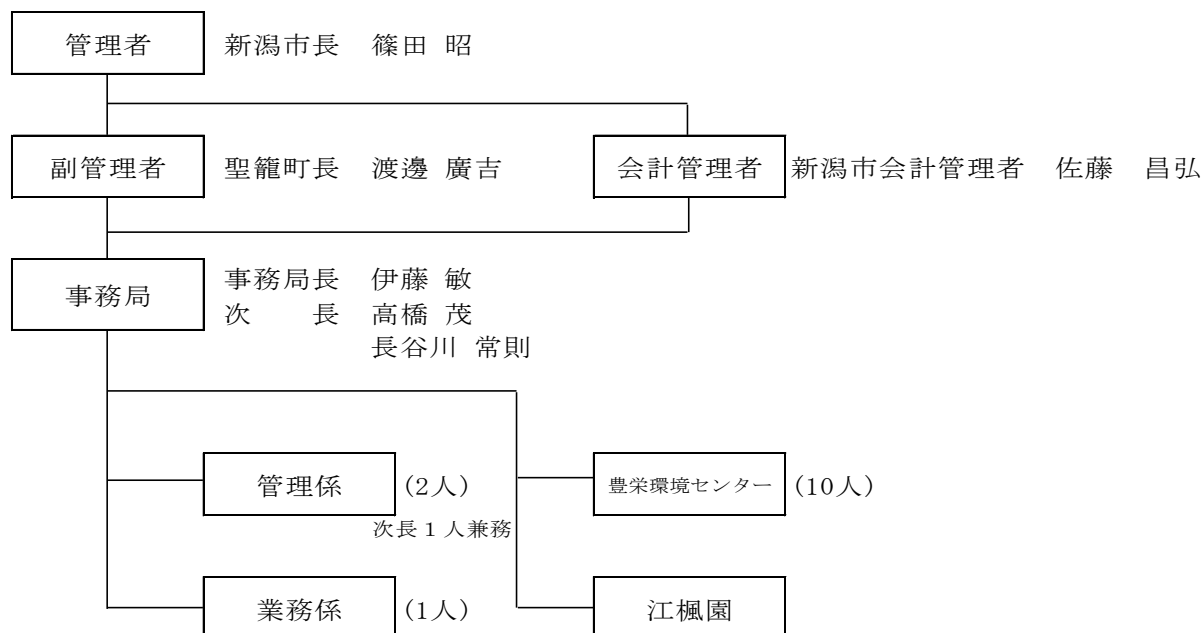 管理者 新潟市長 篠田 昭
副管理者 聖籠町長 渡邊 廣吉 会計管理者 新潟市会計管理者 佐藤 昌弘
事務局 事務局長 伊藤 敏
次 長 高橋 茂
長谷川 常則
管理係 (2人) 豊栄環境センター (10人)
次長1人兼務
業務係 (1人) 江楓園